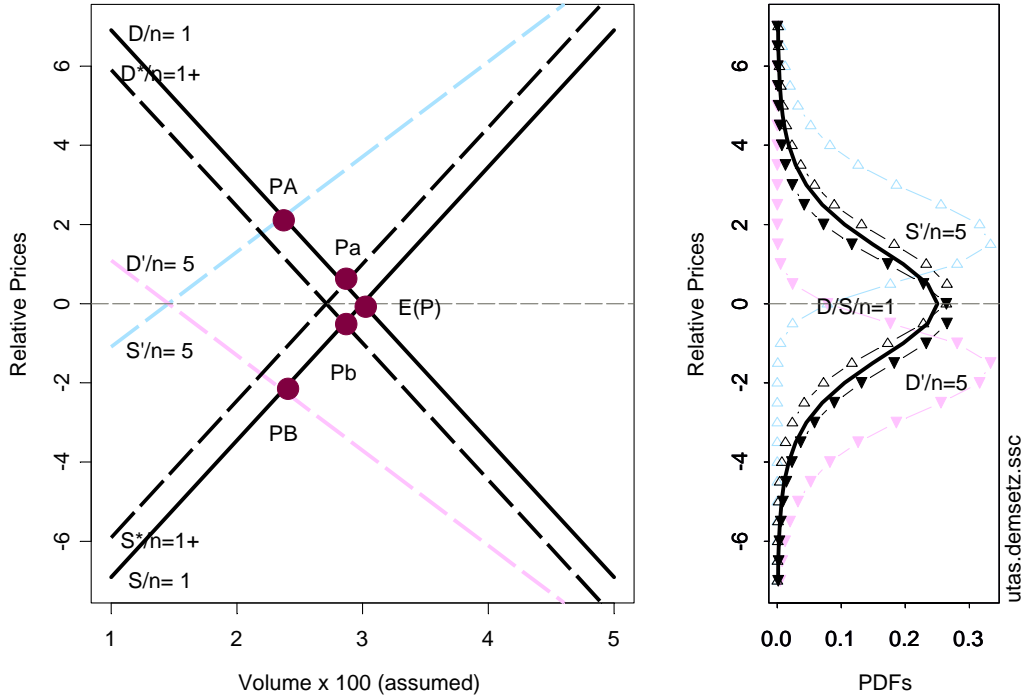 D/n= 1
D*/n=1+
PA
Pa
D'/n= 5
E(P)
S'/n= 5
Pb
PB
S*/n=1+
S/n= 1
Relative Prices
6
4
2
0
-2
-4
-6
1
2
3
4
5
Volume x 100 (assumed)
S'/n=5
D/S/n=1
D'/n=5
Relative Prices
6
4
2
0
-2
-4
-6
0.0
0.1
0.2
0.3
PDFs
utas.demsetz.ssc